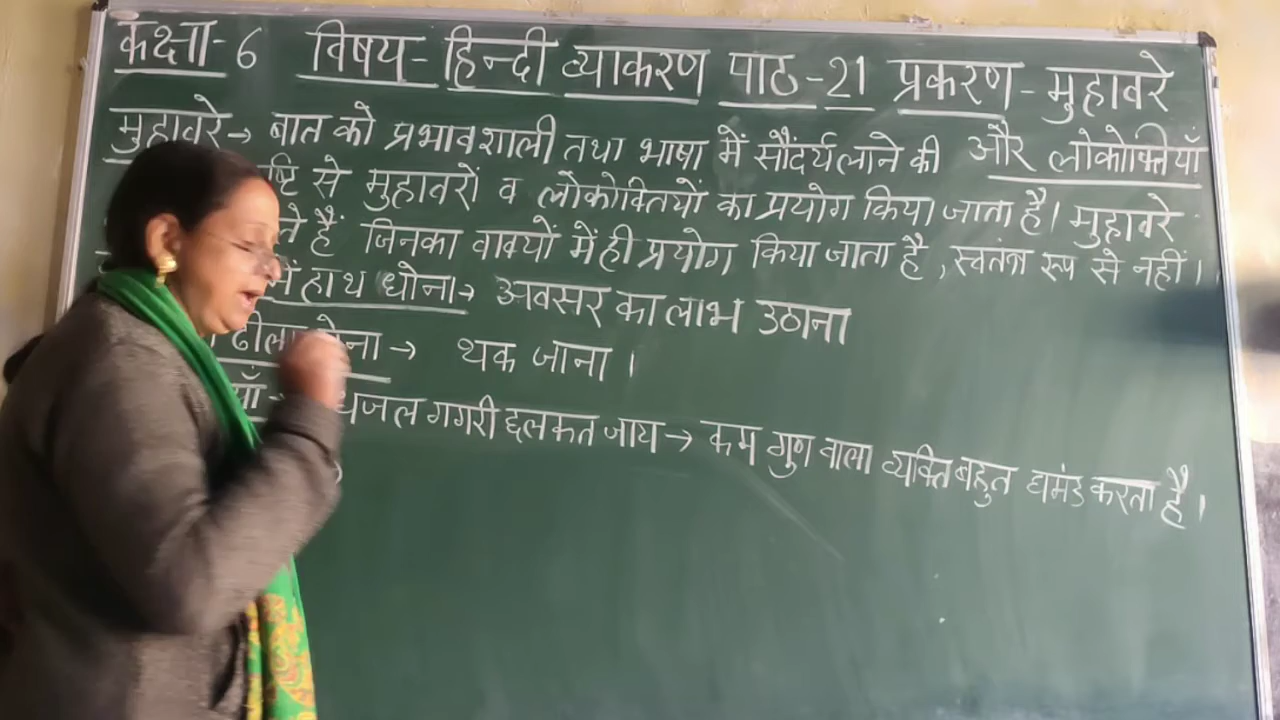 कक्षा-6 विषय-हिन्दी व्याकरण पाठ-21 प्रकरण-मुहावरे
मुहावरे→ बात को प्रभावशाली तथा भाषा में सौंदर्य लाने की और लोकोक्तियाँ
से मुहावरों व लोकोक्तियों का प्रयोग किया जाता है। मुहावरे
हैं जिनका वाक्यों में ही प्रयोग किया जाता है, स्वतंत्र रूप से नहीं।
में हाथ धोना→ अवसर का लाभ उठाना
→ थक जाना।
गगरी छलकत जाय→ कम गुण वाला व्यक्ति बहुत घमंड करता है।